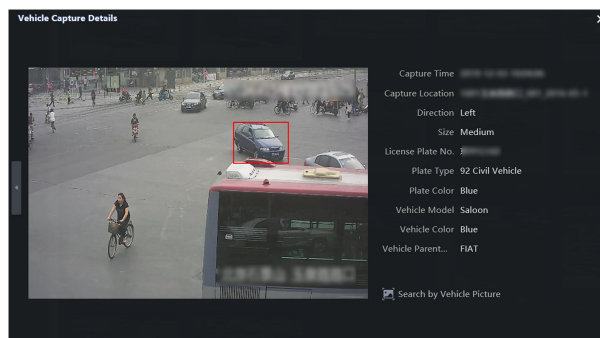 Vehicle Capture Details
Capture Time
Capture Location
Direction Left
Size Medium
License Plate No.
Plate Type 92 Civil Vehicle
Plate Color Blue
Vehicle Model Saloon
Vehicle Color Blue
Vehicle Parent... FIAT
Search by Vehicle Picture